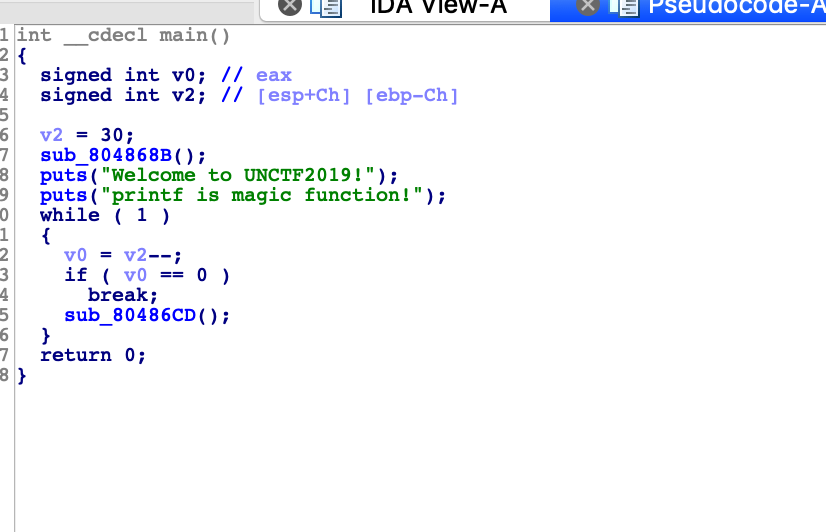 IDA View-A Pseudocode-A
1 int __cdecl main()
2 {
3 signed int v0; // eax
4 signed int v2; // [esp+Ch] [ebp-Ch]
5
6 v2 = 30;
7 sub_804868B();
8 puts("Welcome to UNCTF2019!");
9 puts("printf is magic function!");
0 while ( 1 )
1 {
2 v0 = v2--;
3 if ( v0 == 0 )
4 break;
5 sub_80486CD();
6 }
7 return 0;
8 }